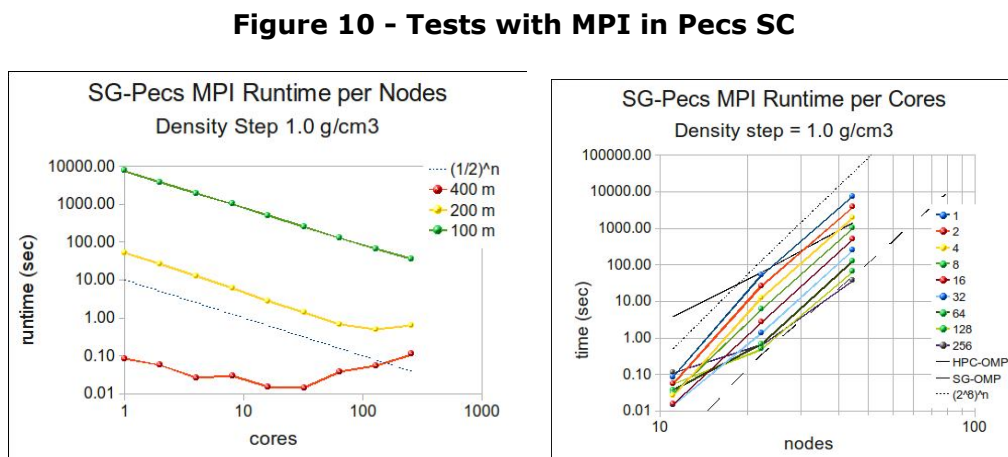 Figure 10 - Tests with MPI in Pecs SC
SG-Pecs MPI Runtime per Nodes
Density Step 1.0 g/cm3
runtime (sec)
10000.00
1000.00
100.00
10.00
1.00
0.10
0.01
1
10
100
1000
cores
(1/2)^n
400 m
200 m
100 m
SG-Pecs MPI Runtime per Cores
Density step = 1.0 g/cm3
time (sec)
100000.00
10000.00
1000.00
100.00
10.00
1.00
0.10
0.01
10
100
nodes
1
2
4
8
16
32
64
128
256
HPC-OMP
SG-OMP
(2^8)^n